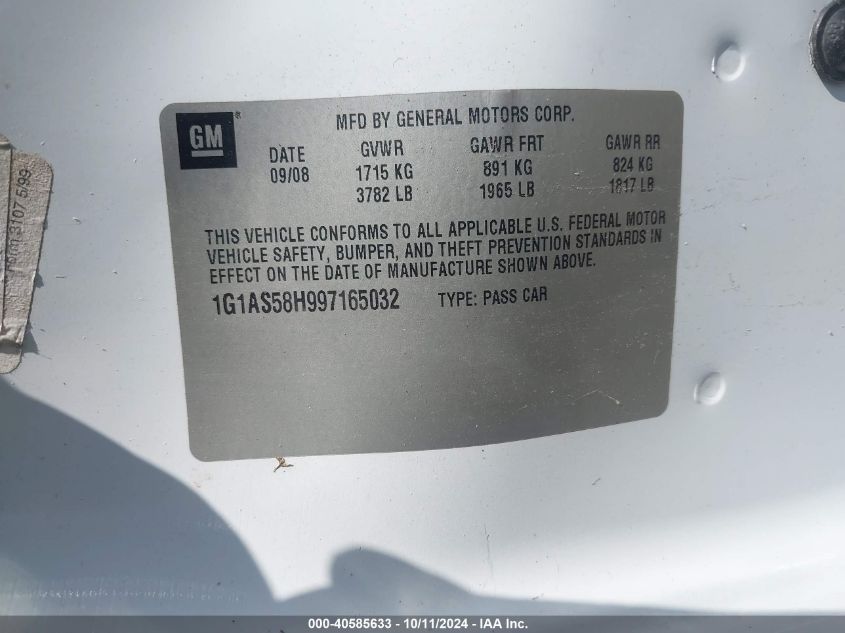 GM
MFD BY GENERAL MOTORS CORP.
DATE GVWR GAWR FRT GAWR RR
09/08 1715 KG 891 KG 824 KG
3782 LB 1965 LB 1817 LB
THIS VEHICLE CONFORMS TO ALL APPLICABLE U.S. FEDERAL MOTOR
VEHICLE SAFETY, BUMPER, AND THEFT PREVENTION STANDARDS IN
EFFECT ON THE DATE OF MANUFACTURE SHOWN ABOVE.
1G1AS58H997165032 TYPE: PASS CAR
3107 5/99
000-40585633 / 10/11/2024 - IAA Inc.